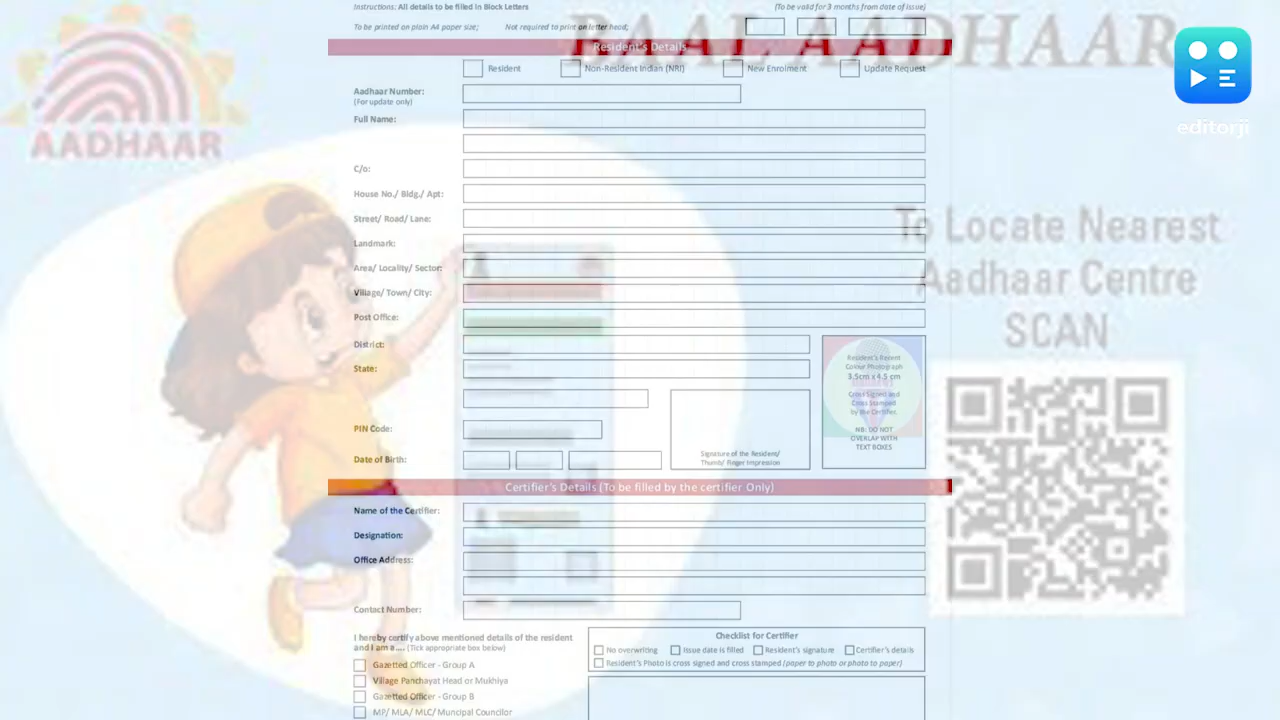 Instructions: All details to be filled in Block Letters
(To be valid for 3 months from date of issue)
To be printed on plain A4 paper size; Not required to print on letter head;
BAAL AADHAAR
Resident's Details
Resident Non-Resident Indian (NRI) New Enrolment Update Request
editorji
AADHAAR
Aadhaar Number:
(For update only)
Full Name:
C/o:
House No./ Bldg./ Apt:
Street/ Road/ Lane:
Landmark:
Area/ Locality/ Sector:
Village/ Town/ City:
Post Office:
District:
State:
PIN Code:
Date of Birth:
To Locate Nearest
Aadhaar Centre
SCAN
Resident's Recent
Colour Photograph
3.5cm x 4.5 cm
Cross Signed and
Cross Stamped
by the Certifier.
NB: DO NOT
OVERLAP WITH
TEXT BOXES
Signature of the Resident/
Thumb/ Finger Impression
Certifier's Details (To be filled by the certifier Only)
Name of the Certifier:
Designation:
Office Address:
Contact Number:
I hereby certify above mentioned details of the resident
and I am a.... (Tick appropriate box below)
Gazetted Officer - Group A
Village Panchayat Head or Mukhiya
Gazetted Officer - Group B
MP/ MLA/ MLC/ Muncipal Councilor
Checklist for Certifier
No overwriting Issue date is filled Resident's signature Certifier's details
Resident's Photo is cross signed and cross stamped (paper to photo or photo to paper)